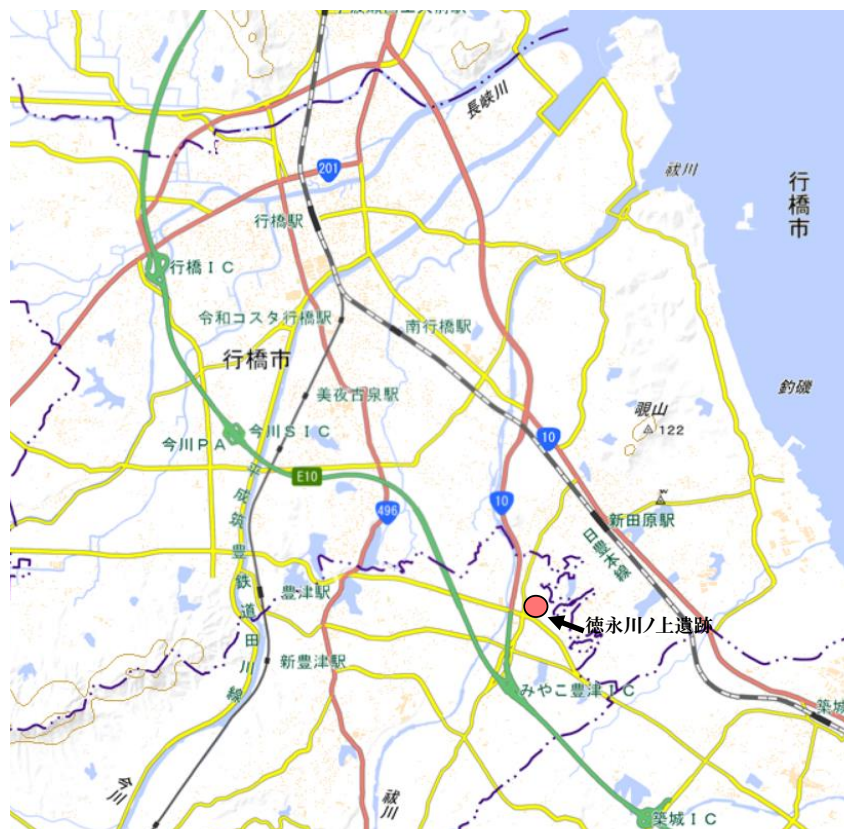 長峡川
201
祓川
行橋市
行橋駅
行橋IC
令和コスタ行橋駅
南行橋駅
行橋市
美夜古泉駅
釣磯
覗山
122
今川PA
今川SIC
10
E10
平成筑豊鉄道田川線
496
10
新田原駅
日豊本線
豊津駅
徳永川ノ上遺跡
新豊津駅
みやこ豊津IC
築城
今川
祓川
築城IC